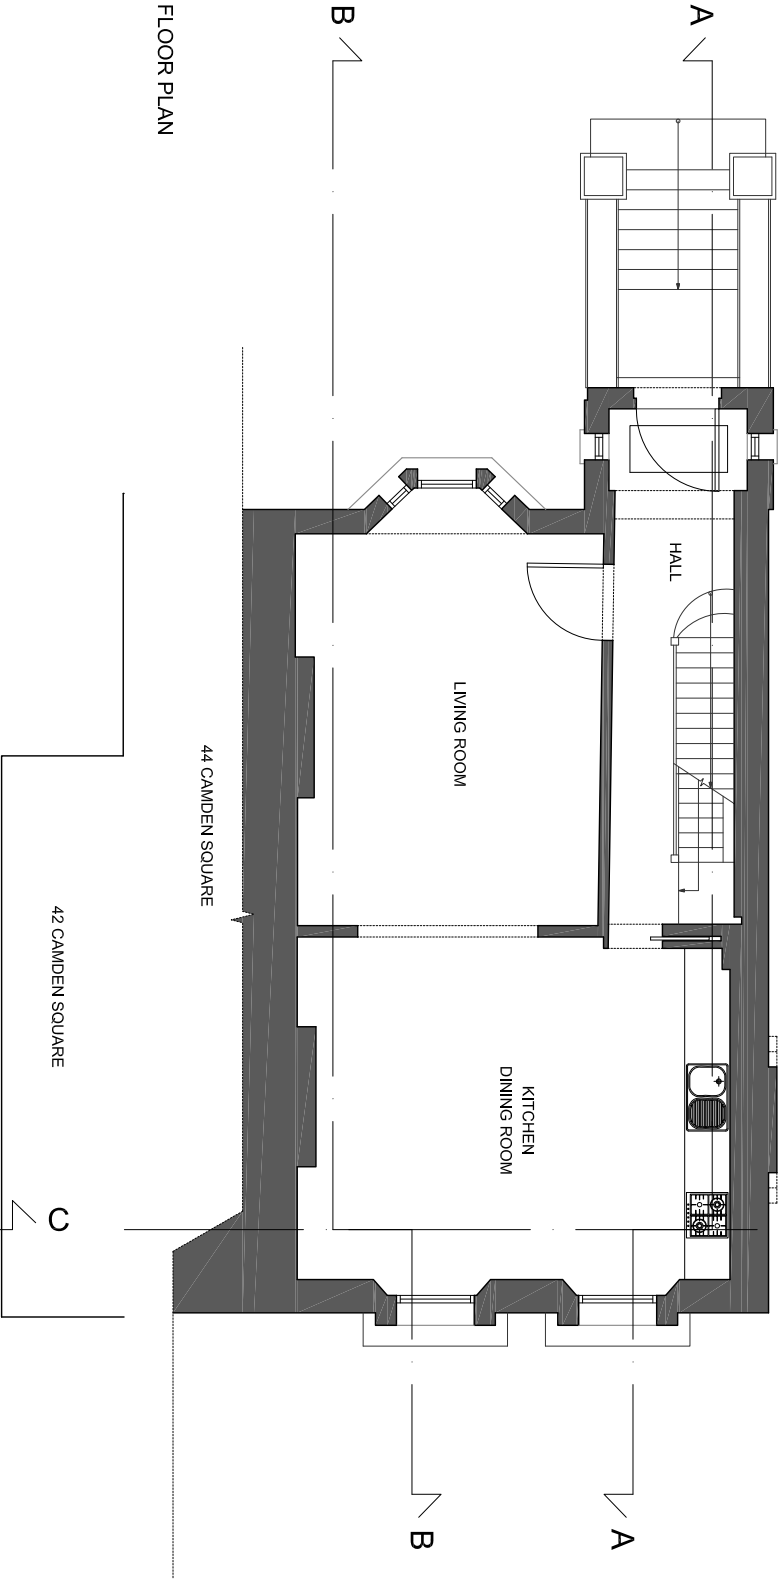 B
A
FLOOR PLAN
HALL
LIVING ROOM
44 CAMDEN SQUARE
42 CAMDEN SQUARE
KITCHEN
DINING ROOM
C
B
A